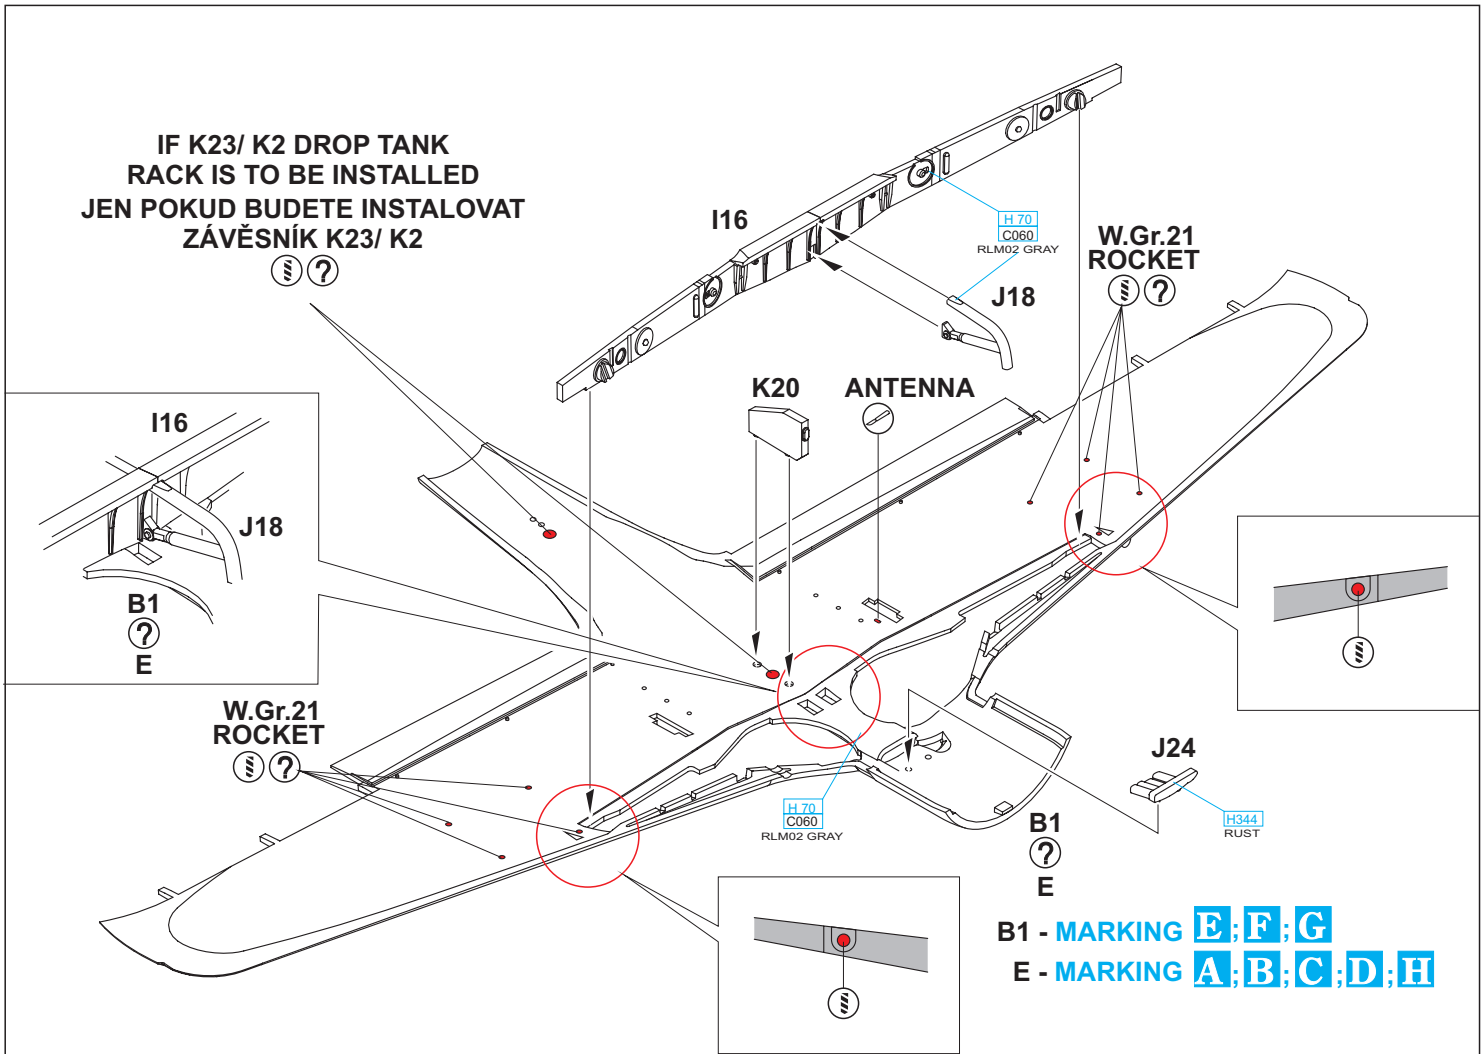 IF K23/ K2 DROP TANK
RACK IS TO BE INSTALLED
JEN POKUD BUDETE INSTALOVAT
ZÁVĚSNÍK K23/ K2
?
I16
H 70
C060
RLM02 GRAY
J18
W.Gr.21
ROCKET
?
K20
ANTENNA
I16
J18
B1
?
E
W.Gr.21
ROCKET
?
H 70
C060
RLM02 GRAY
J24
H344
RUST
B1
?
E
B1 - MARKING E; F; G
E - MARKING A; B; C; D; H